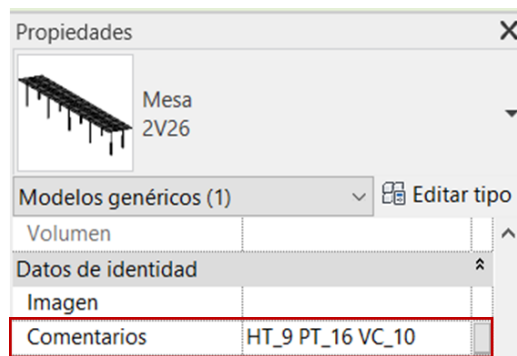 Propiedades
Mesa
2V26
Modelos genéricos (1)
Editar tipo
Volumen
Datos de identidad
Imagen
Comentarios HT_9 PT_16 VC_10